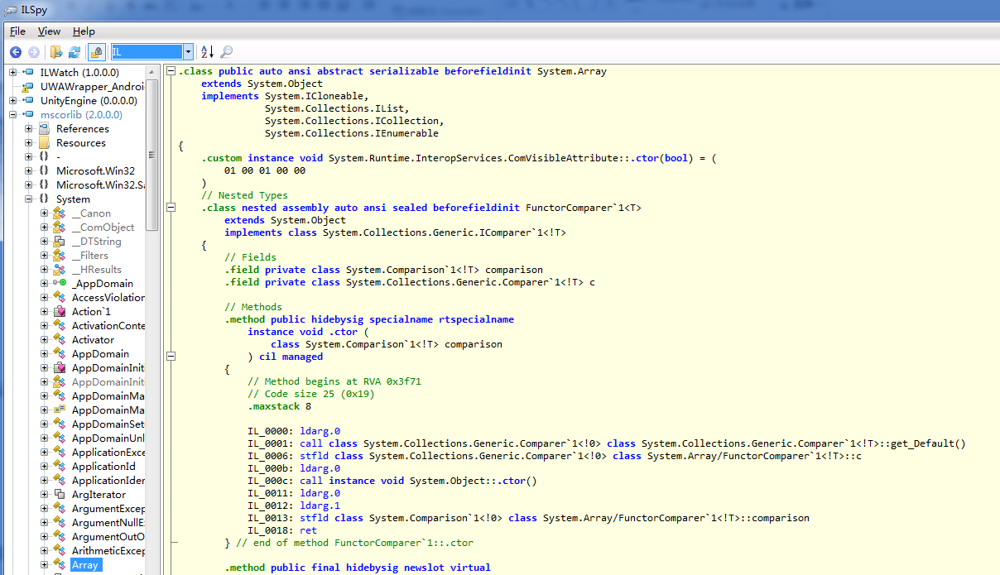 ILSpy
File View Help
IL
ILWatch (1.0.0.0)
UWAWrapper_Androi
UnityEngine (0.0.0.0)
mscorlib (2.0.0.0)
References
Resources
{} -
{} Microsoft.Win32
{} Microsoft.Win32.Sa
{} System
__Canon
__ComObject
__DTString
__Filters
__HResults
_AppDomain
AccessViolation
Action`1
ActivationConte
Activator
AppDomain
AppDomainInit
AppDomainInit
AppDomainMa
AppDomainMa
AppDomainSet
AppDomainUnl
ApplicationExce
ApplicationId
ApplicationIden
ArgIterator
ArgumentExcep
ArgumentNullE
ArgumentOutO
ArithmeticExcep
Array
.class public auto ansi abstract serializable beforefieldinit System.Array
extends System.Object
implements System.ICloneable,
System.Collections.IList,
System.Collections.ICollection,
System.Collections.IEnumerable
{
.custom instance void System.Runtime.InteropServices.ComVisibleAttribute::.ctor(bool) = (
01 00 01 00 00
)
// Nested Types
.class nested assembly auto ansi sealed beforefieldinit FunctorComparer`1<T>
extends System.Object
implements class System.Collections.Generic.IComparer`1<!T>
{
// Fields
.field private class System.Comparison`1<!T> comparison
.field private class System.Collections.Generic.Comparer`1<!T> c
// Methods
.method public hidebysig specialname rtspecialname
instance void .ctor (
class System.Comparison`1<!T> comparison
) cil managed
{
// Method begins at RVA 0x3f71
// Code size 25 (0x19)
.maxstack 8
IL_0000: ldarg.0
IL_0001: call class System.Collections.Generic.Comparer`1<!0> class System.Collections.Generic.Comparer`1<!T>::get_Default()
IL_0006: stfld class System.Collections.Generic.Comparer`1<!0> class System.Array/FunctorComparer`1<!T>::c
IL_000b: ldarg.0
IL_000c: call instance void System.Object::.ctor()
IL_0011: ldarg.0
IL_0012: ldarg.1
IL_0013: stfld class System.Comparison`1<!0> class System.Array/FunctorComparer`1<!T>::comparison
IL_0018: ret
} // end of method FunctorComparer`1::.ctor
.method public final hidebysig newslot virtual